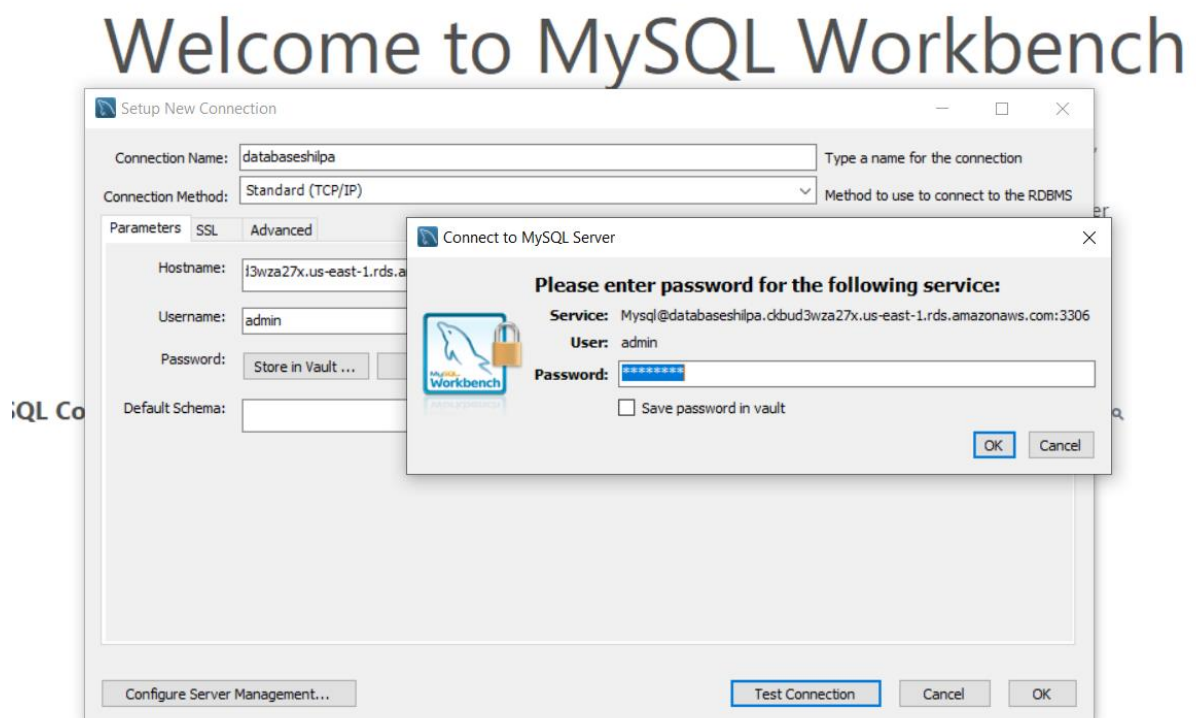 Welcome to MySQL Workbench
Setup New Connection
Connection Name: databaseshilpa Type a name for the connection
Connection Method: Standard (TCP/IP) Method to use to connect to the RDBMS
Parameters SSL Advanced
er
Hostname: d3wza27x.us-east-1.rds.a
Username: admin
Password: Store in Vault ...
Default Schema:
SQL Co
Connect to MySQL Server
Please enter password for the following service:
Service: Mysql@databaseshilpa.ckbud3wza27x.us-east-1.rds.amazonaws.com:3306
User: admin
Password: ********
Save password in vault
OK Cancel
MySQL Workbench
Configure Server Management... Test Connection Cancel OK